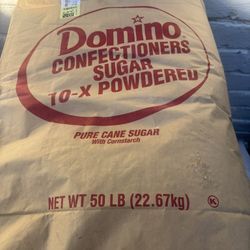 Domino
CONFECTIONERS
SUGAR
10-X POWDERED
PURE CANE SUGAR
With Cornstarch
NET WT 50 LB (22.67kg)
K